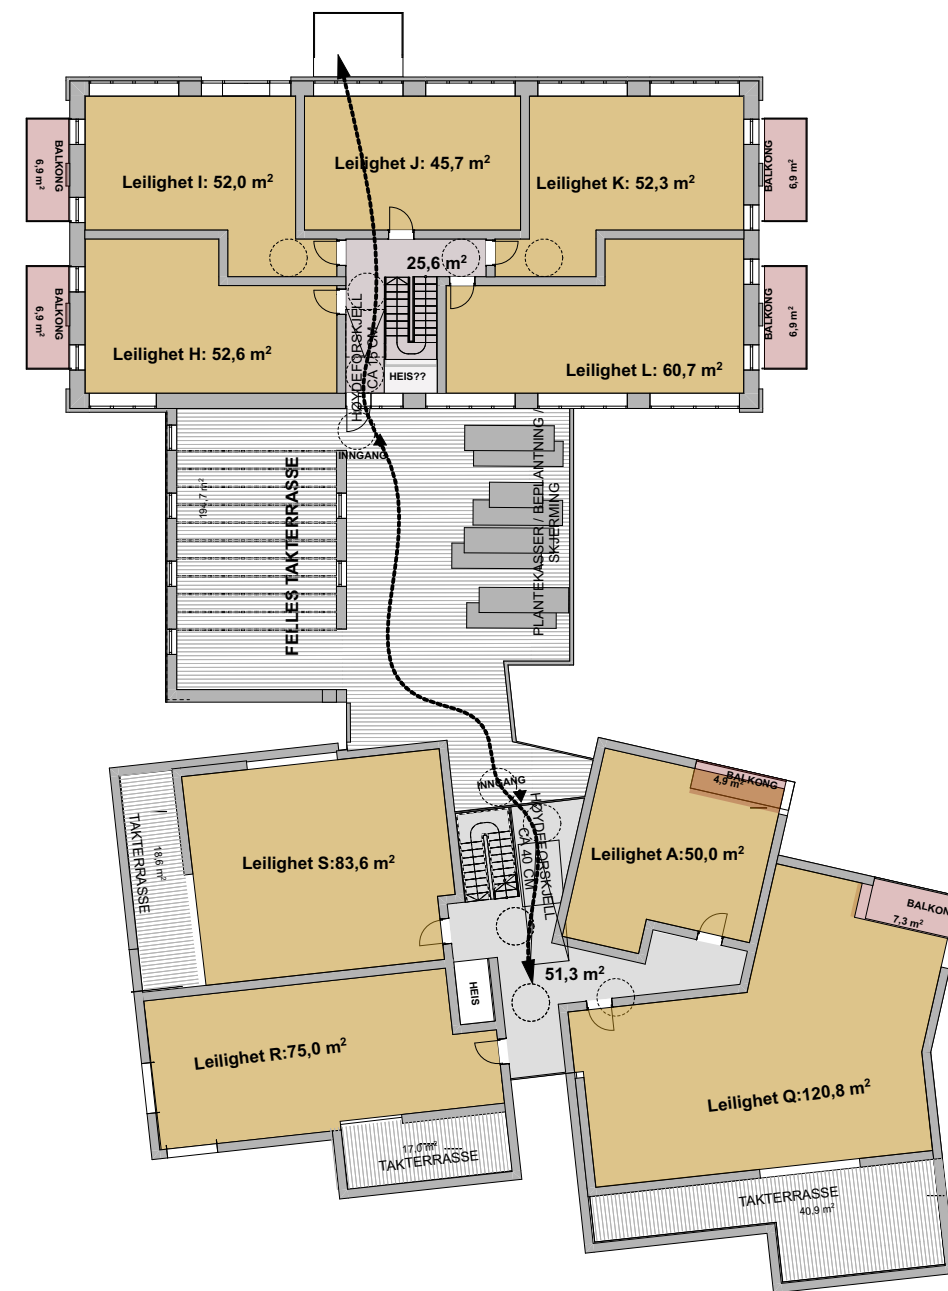 BALKONG
6,9 m²
Leilighet I: 52,0 m²
Leilighet J: 45,7 m²
Leilighet K: 52,3 m²
BALKONG
6,9 m²
25,6 m²
BALKONG
6,9 m²
Leilighet H: 52,6 m²
HØYDEFORSKJELL
CA 15 CM
HEIS??
Leilighet L: 60,7 m²
BALKONG
6,9 m²
INNGANG
194,7 m²
FELLES TAKTERRASSE
PLANTEKASSER / BEPLANTNING /
SKJERMING
INNGANG
HØYDEFORSKJELL
CA 40 CM
BALKONG
4,9 m²
TAKTERRASSE
18,6 m²
Leilighet S:83,6 m²
Leilighet A:50,0 m²
BALKON
7,3 m²
51,3 m²
HEIS
Leilighet R:75,0 m²
Leilighet Q:120,8 m²
17,0 m²
TAKTERRASSE
TAKTERRASSE
40,9 m²